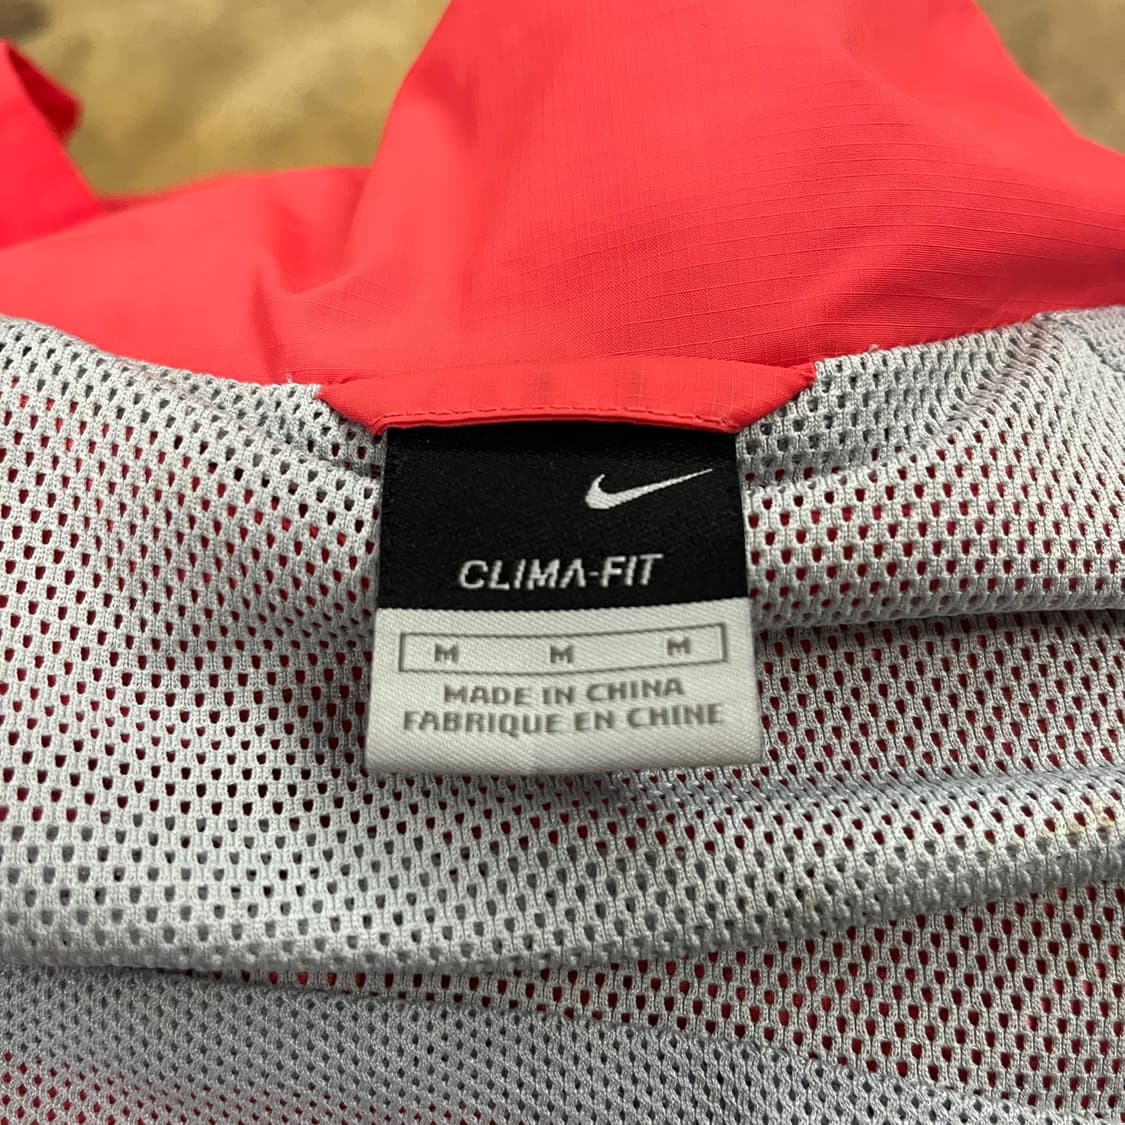 CLIMA-FIT
M M M
MADE IN CHINA
FABRIQUE EN CHINE